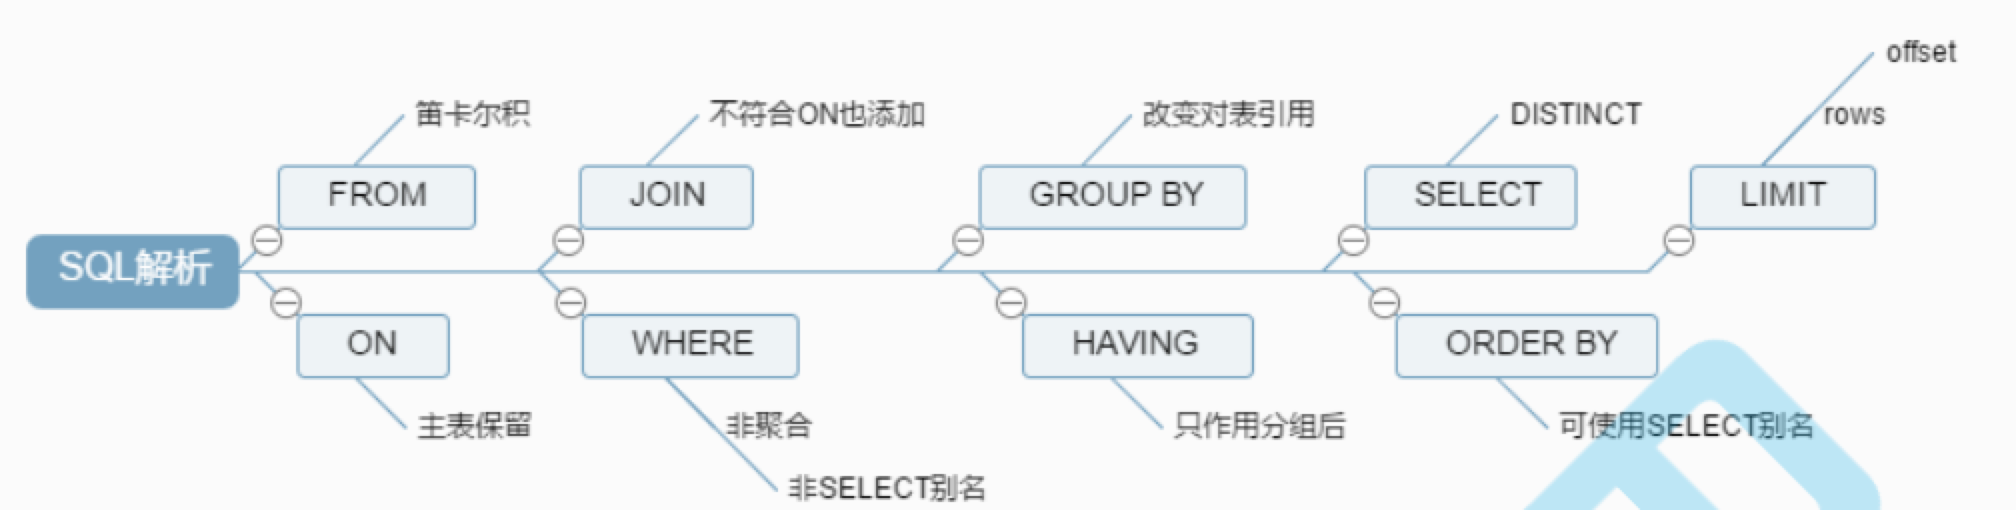 offset
笛卡尔积
不符合ON也添加
改变对表引用
DISTINCT
rows
FROM
JOIN
GROUP BY
SELECT
LIMIT
SQL解析
ON
WHERE
HAVING
ORDER BY
主表保留
非聚合
只作用分组后
可使用SELECT别名
非SELECT别名